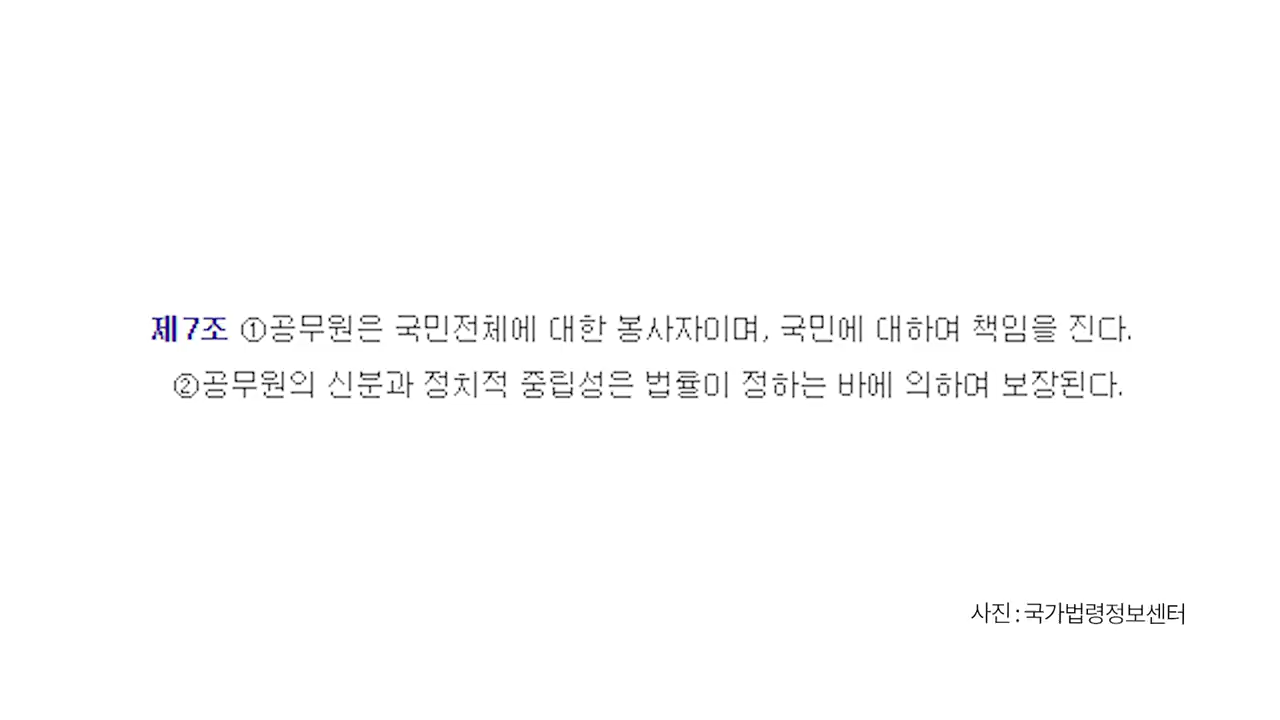 제7조 ①공무원은 국민전체에 대한 봉사자이며, 국민에 대하여 책임을 진다.
②공무원의 신분과 정치적 중립성은 법률이 정하는 바에 의하여 보장된다.
사진 : 국가법령정보센터